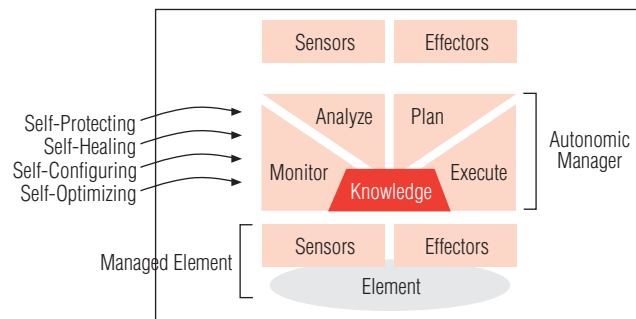 Sensors
Effectors
Self-Protecting
Self-Healing
Self-Configuring
Self-Optimizing
Analyze
Plan
Monitor
Execute
Knowledge
Autonomic
Manager
Managed Element
Sensors
Effectors
Element